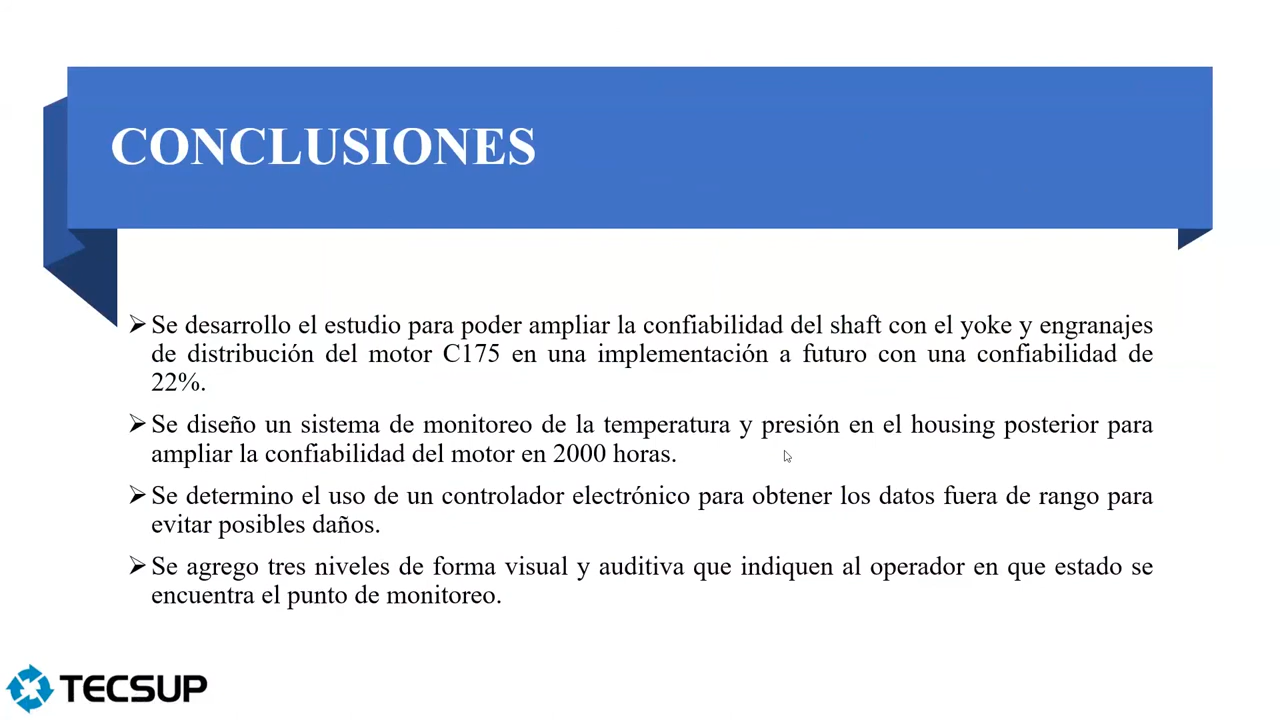 CONCLUSIONES
➢ Se desarrollo el estudio para poder ampliar la confiabilidad del shaft con el yoke y engranajes
de distribución del motor C175 en una implementación a futuro con una confiabilidad de
22%.
➢ Se diseño un sistema de monitoreo de la temperatura y presión en el housing posterior para
ampliar la confiabilidad del motor en 2000 horas.
➢ Se determino el uso de un controlador electrónico para obtener los datos fuera de rango para
evitar posibles daños.
➢ Se agrego tres niveles de forma visual y auditiva que indiquen al operador en que estado se
encuentra el punto de monitoreo.
TECSUP